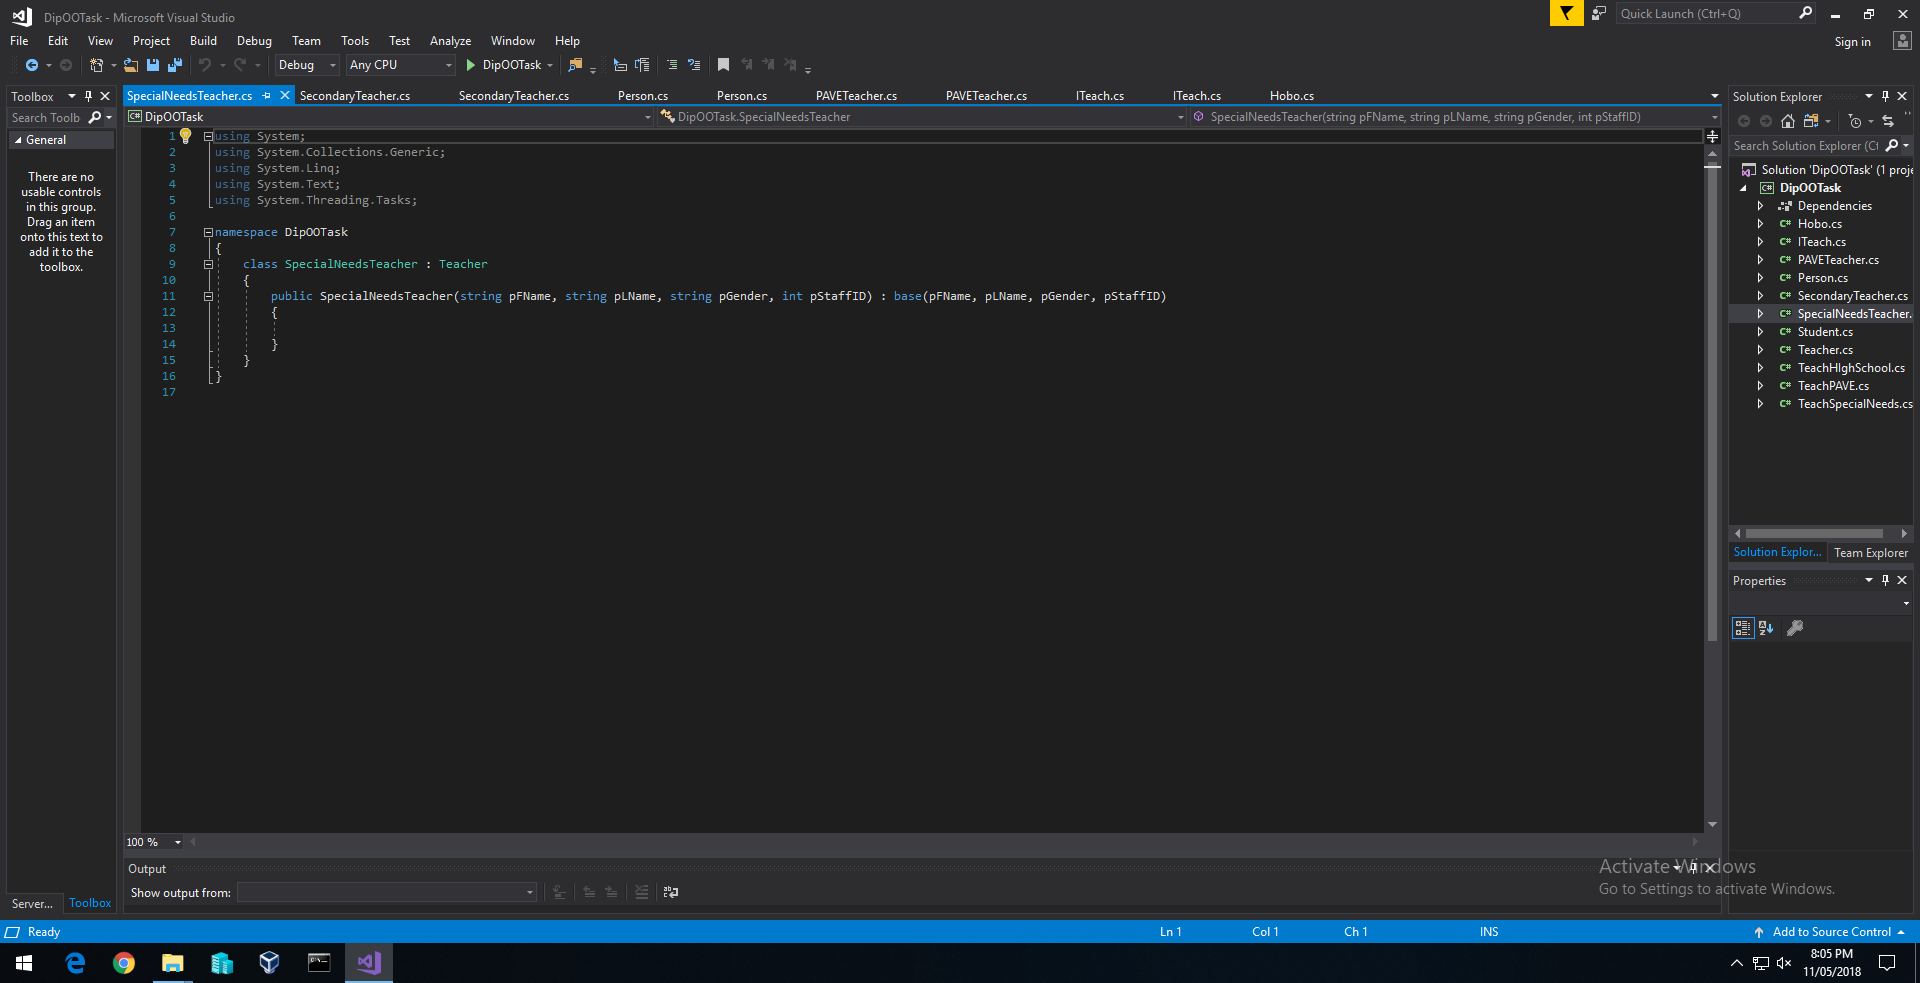 DipOOTask - Microsoft Visual Studio
Quick Launch (Ctrl+Q)
File Edit View Project Build Debug Team Tools Test Analyze Window Help
Sign in
Debug Any CPU DipOOTask
Toolbox
Search Toolb
General
There are no
usable controls
in this group.
Drag an item
onto this text to
add it to the
toolbox.
Server...
Toolbox
SpecialNeedsTeacher.cs SecondaryTeacher.cs SecondaryTeacher.cs Person.cs Person.cs PAVETeacher.cs PAVETeacher.cs ITeach.cs ITeach.cs Hobo.cs
C# DipOOTask DipOOTask.SpecialNeedsTeacher SpecialNeedsTeacher(string pFName, string pLName, string pGender, int pStaffID)
1 using System;
2 using System.Collections.Generic;
3 using System.Linq;
4 using System.Text;
5 using System.Threading.Tasks;
6
7 namespace DipOOTask
8 {
9 class SpecialNeedsTeacher : Teacher
10 {
11 public SpecialNeedsTeacher(string pFName, string pLName, string pGender, int pStaffID) : base(pFName, pLName, pGender, pStaffID)
12 {
13
14 }
15 }
16 }
17
100 %
Output
Show output from:
Solution Explorer
Search Solution Explorer (Ct
Solution 'DipOOTask' (1 proje
C# DipOOTask
Dependencies
C# Hobo.cs
C# ITeach.cs
C# PAVETeacher.cs
C# Person.cs
C# SecondaryTeacher.cs
C# SpecialNeedsTeacher.
C# Student.cs
C# Teacher.cs
C# TeachHIghSchool.cs
C# TeachPAVE.cs
C# TeachSpecialNeeds.cs
Solution Explor... Team Explorer
Properties
Activate Windows
Go to Settings to activate Windows.
Ready Ln 1 Col 1 Ch 1 INS Add to Source Control
8:05 PM
11/05/2018